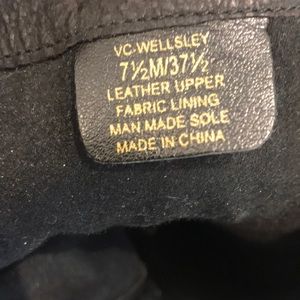 VC-WELLSLEY
7½M/37½
LEATHER UPPER
FABRIC LINING
MAN MADE SOLE
MADE IN CHINA